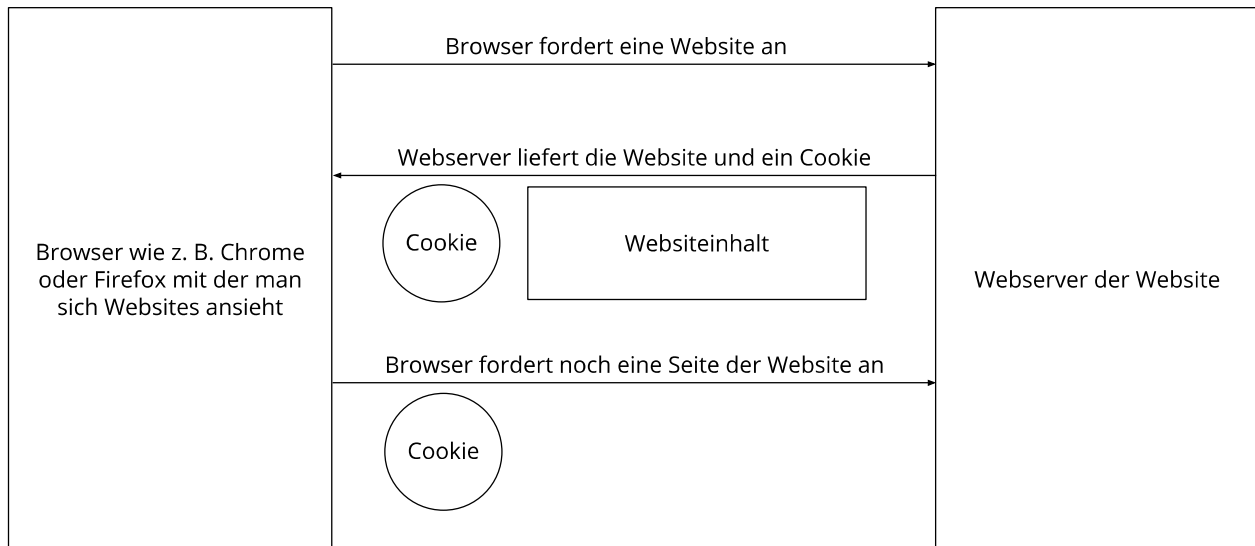 Browser fordert eine Website an
Webserver liefert die Website und ein Cookie
Cookie
Websiteinhalt
Browser wie z. B. Chrome
oder Firefox mit der man
sich Websites ansieht
Webserver der Website
Browser fordert noch eine Seite der Website an
Cookie